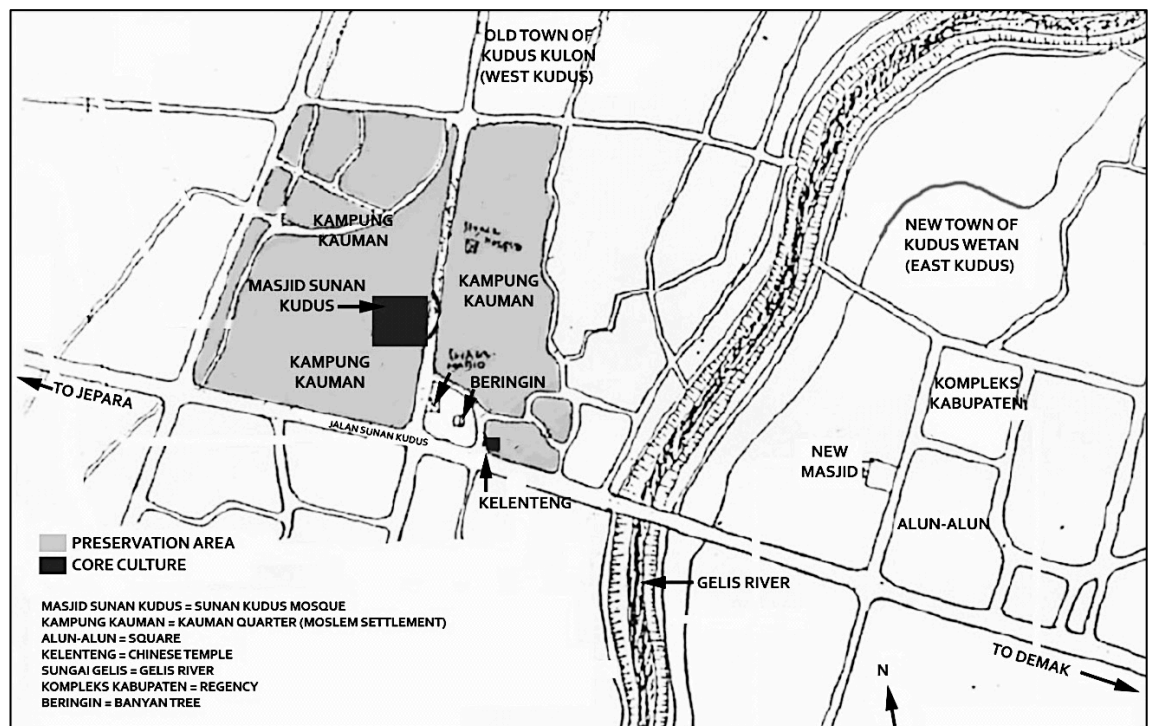 OLD TOWN OF
KUDUS KULON
(WEST KUDUS)
KAMPUNG
KAUMAN
NEW TOWN OF
KUDUS WETAN
(EAST KUDUS)
KAMPUNG
KAUMAN
MASJID SUNAN
KUDUS
KAMPUNG
KAUMAN
BERINGIN
TO JEPARA
JALAN SUNAN KUDUS
KOMPLEKS
KABUPATEN
NEW
MASJID
KELENTENG
ALUN-ALUN
GELIS RIVER
TO DEMAK
N
PRESERVATION AREA
CORE CULTURE
MASJID SUNAN KUDUS = SUNAN KUDUS MOSQUE
KAMPUNG KAUMAN = KAUMAN QUARTER (MOSLEM SETTLEMENT)
ALUN-ALUN = SQUARE
KELENTENG = CHINESE TEMPLE
SUNGAI GELIS = GELIS RIVER
KOMPLEKS KABUPATEN = REGENCY
BERINGIN = BANYAN TREE